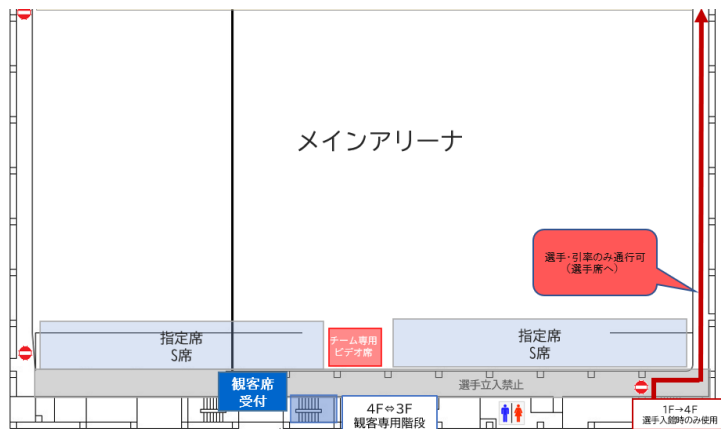 メインアリーナ
選手・引率のみ通行可
（選手席へ）
指定席
S席
チーム専用
ビデオ席
指定席
S席
観客席
受付
選手立入禁止
4F⇔3F
観客専用階段
1F→4F
選手入館時のみ使用